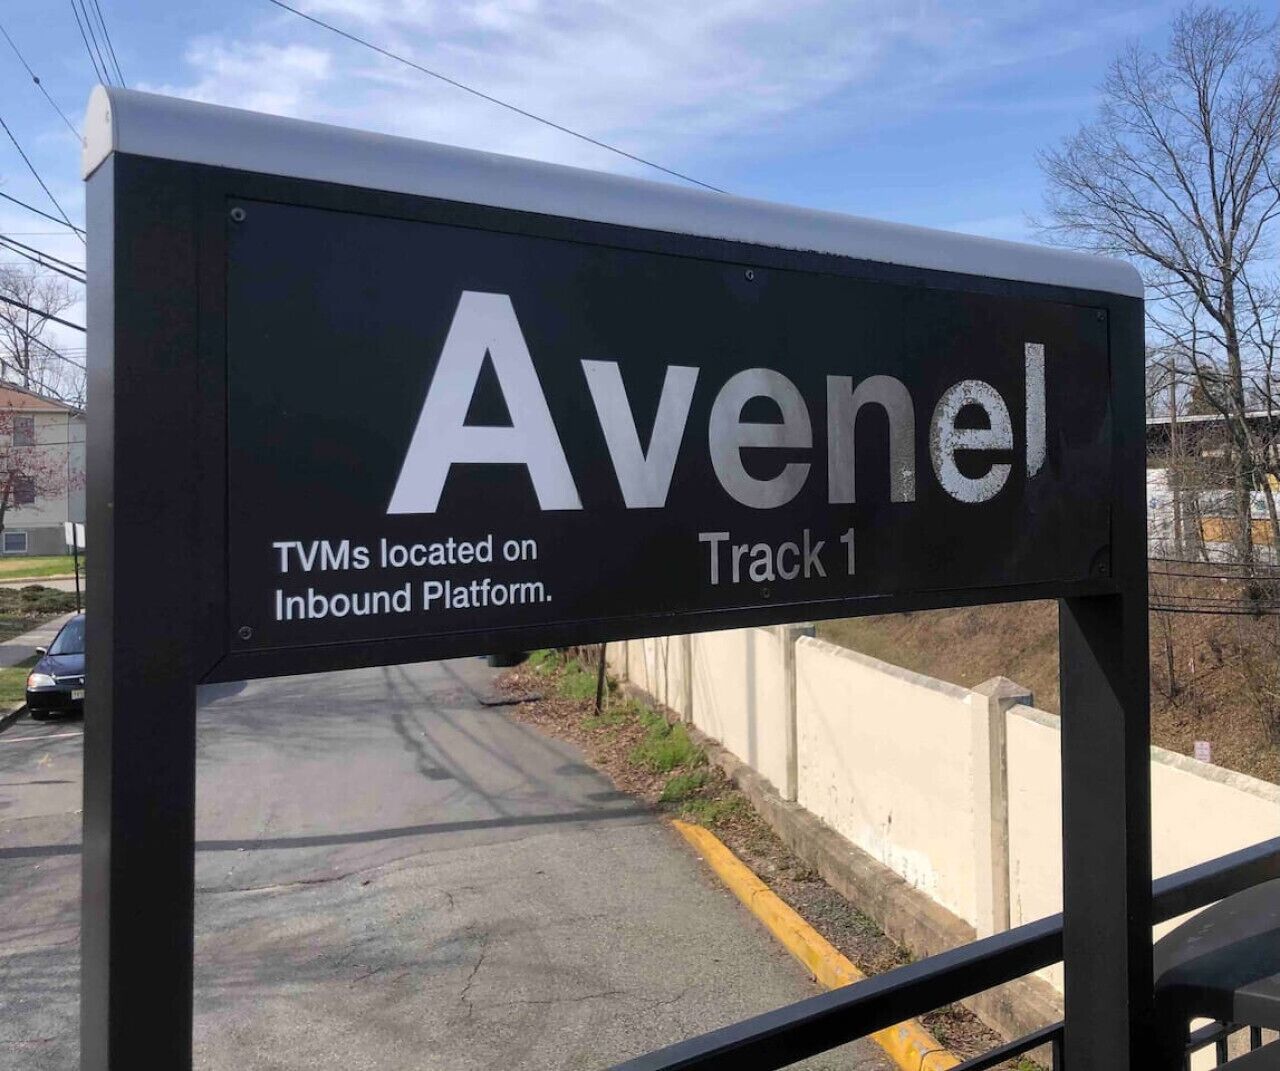 Avenel
TVMs located on
Inbound Platform.
Track 1